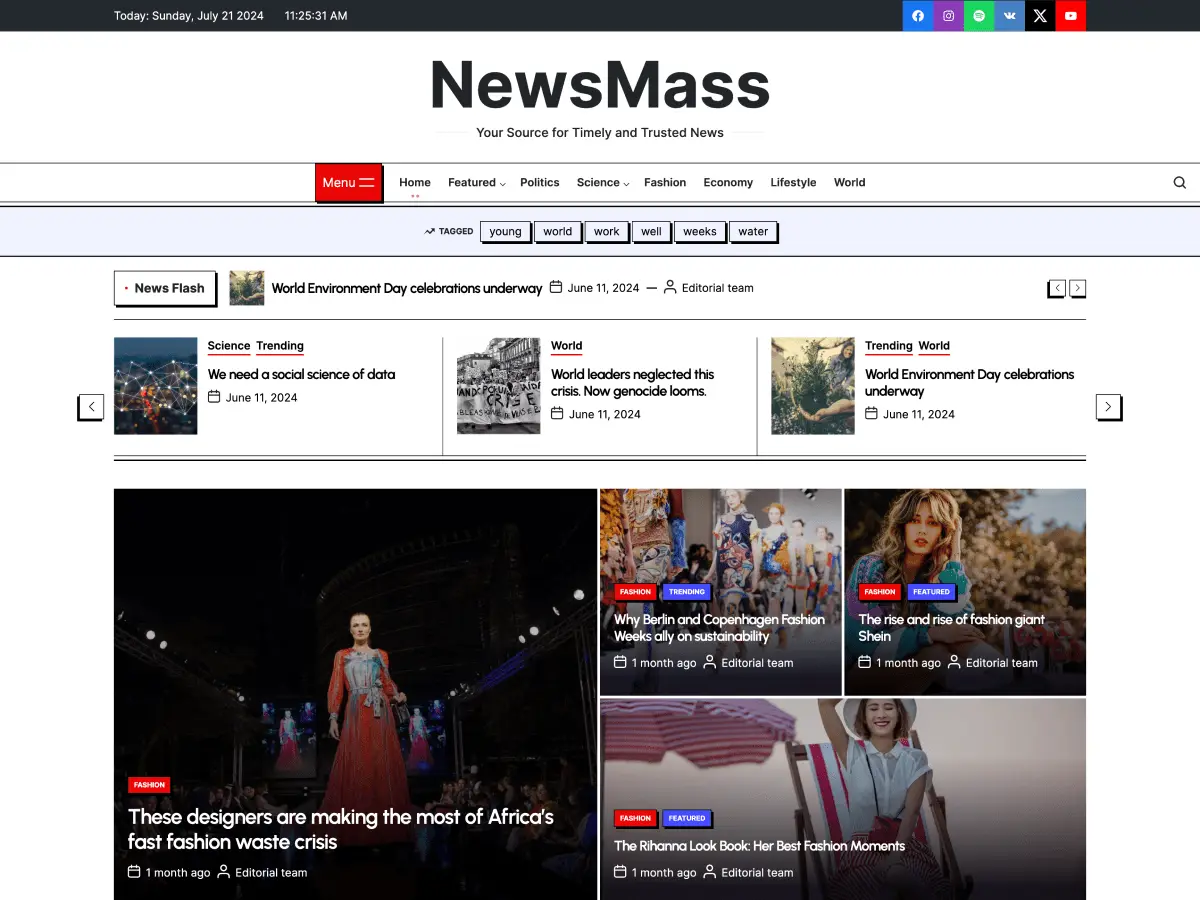 Today: Sunday, July 21 2024 11:25:31 AM
NewsMass
Your Source for Timely and Trusted News
Menu Home Featured Politics Science Fashion Economy Lifestyle World
TAGGED young world work well weeks water
News Flash World Environment Day celebrations underway June 11, 2024 — Editorial team
Science Trending
We need a social science of data
June 11, 2024
World
World leaders neglected this
crisis. Now genocide looms.
June 11, 2024
Trending World
World Environment Day celebrations
underway
June 11, 2024
FASHION
These designers are making the most of Africa’s
fast fashion waste crisis
1 month ago Editorial team
FASHION TRENDING
Why Berlin and Copenhagen Fashion
Weeks ally on sustainability
1 month ago Editorial team
FASHION FEATURED
The rise and rise of fashion giant
Shein
1 month ago Editorial team
FASHION FEATURED
The Rihanna Look Book: Her Best Fashion Moments
1 month ago Editorial team